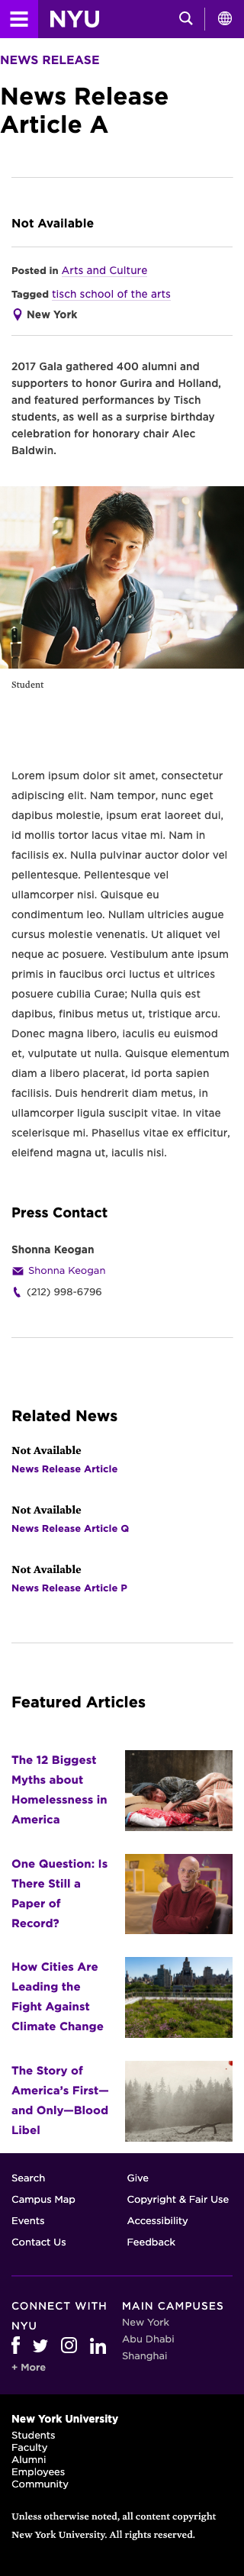 NYU
NEWS RELEASE
News Release
Article A
Not Available
Posted in Arts and Culture
Tagged tisch school of the arts
New York
2017 Gala gathered 400 alumni and
supporters to honor Gurira and Holland,
and featured performances by Tisch
students, as well as a surprise birthday
celebration for honorary chair Alec
Baldwin.
Student
Lorem ipsum dolor sit amet, consectetur
adipiscing elit. Nam tempor, nunc eget
dapibus molestie, ipsum erat laoreet dui,
id mollis tortor lacus vitae mi. Nam in
facilisis ex. Nulla pulvinar auctor dolor vel
pellentesque. Pellentesque vel
ullamcorper nisi. Quisque eu
condimentum leo. Nullam ultricies augue
cursus molestie venenatis. Ut aliquet vel
neque ac posuere. Vestibulum ante ipsum
primis in faucibus orci luctus et ultrices
posuere cubilia Curae; Nulla quis est
dapibus, finibus metus ut, tristique arcu.
Donec magna libero, iaculis eu euismod
et, vulputate ut nulla. Quisque elementum
diam a libero placerat, id porta sapien
facilisis. Duis hendrerit diam metus, in
ullamcorper ligula suscipit vitae. In vitae
scelerisque mi. Phasellus vitae ex efficitur,
eleifend magna ut, iaculis nisi.
Press Contact
Shonna Keogan
Shonna Keogan
(212) 998-6796
Related News
Not Available
News Release Article
Not Available
News Release Article Q
Not Available
News Release Article P
Featured Articles
The 12 Biggest
Myths about
Homelessness in
America
One Question: Is
There Still a
Paper of
Record?
How Cities Are
Leading the
Fight Against
Climate Change
The Story of
America's First—
and Only—Blood
Libel
Search Give
Campus Map Copyright & Fair Use
Events Accessibility
Contact Us Feedback
CONNECT WITH
NYU
+ More
MAIN CAMPUSES
New York
Abu Dhabi
Shanghai
New York University
Students
Faculty
Alumni
Employees
Community
Unless otherwise noted, all content copyright
New York University. All rights reserved.